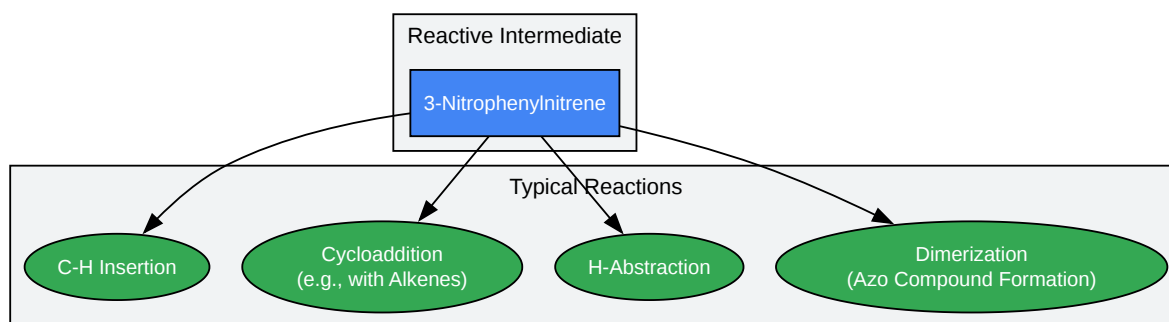 Reactive Intermediate
3-Nitrophenylnitrene
Typical Reactions
C-H Insertion
Cycloaddition
(e.g., with Alkenes)
H-Abstraction
Dimerization
(Azo Compound Formation)